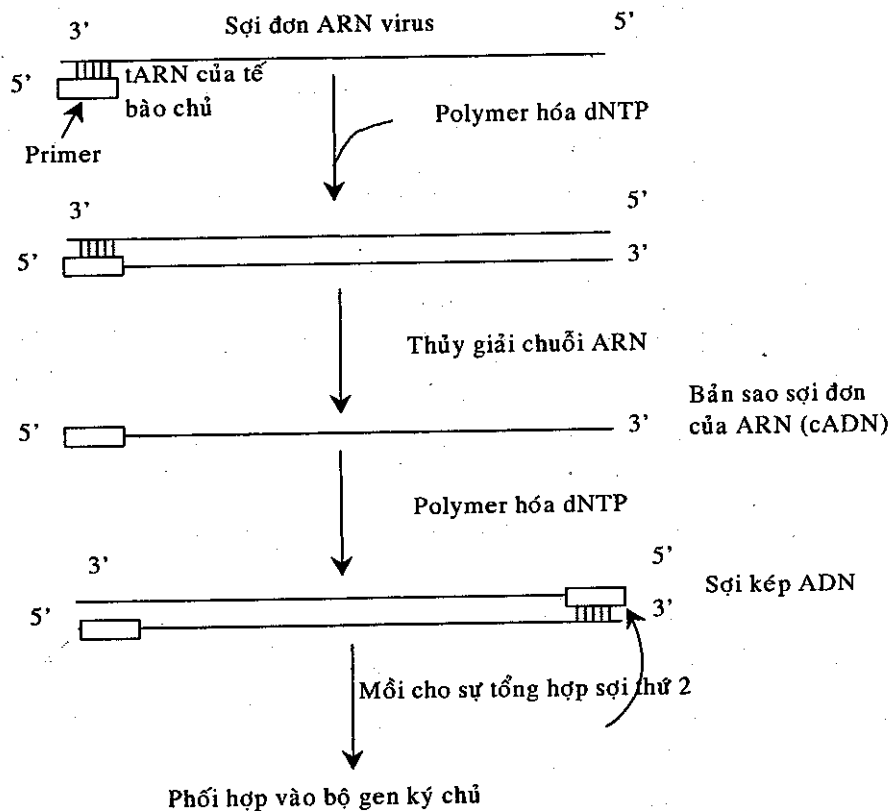 3’
Sợi đơn ARN virus
5’
5’
tARN của tế
bào chủ
Polymer hóa dNTP
Primer
3’
5’
5’
3’
Thủy giải chuỗi ARN
Bản sao sợi đơn
của ARN (cADN)
5’
3’
Polymer hóa dNTP
3’
5’
Sợi kép ADN
5’
3’
Mồi cho sự tổng hợp sợi thứ 2
Phối hợp vào bộ gen ký chủ